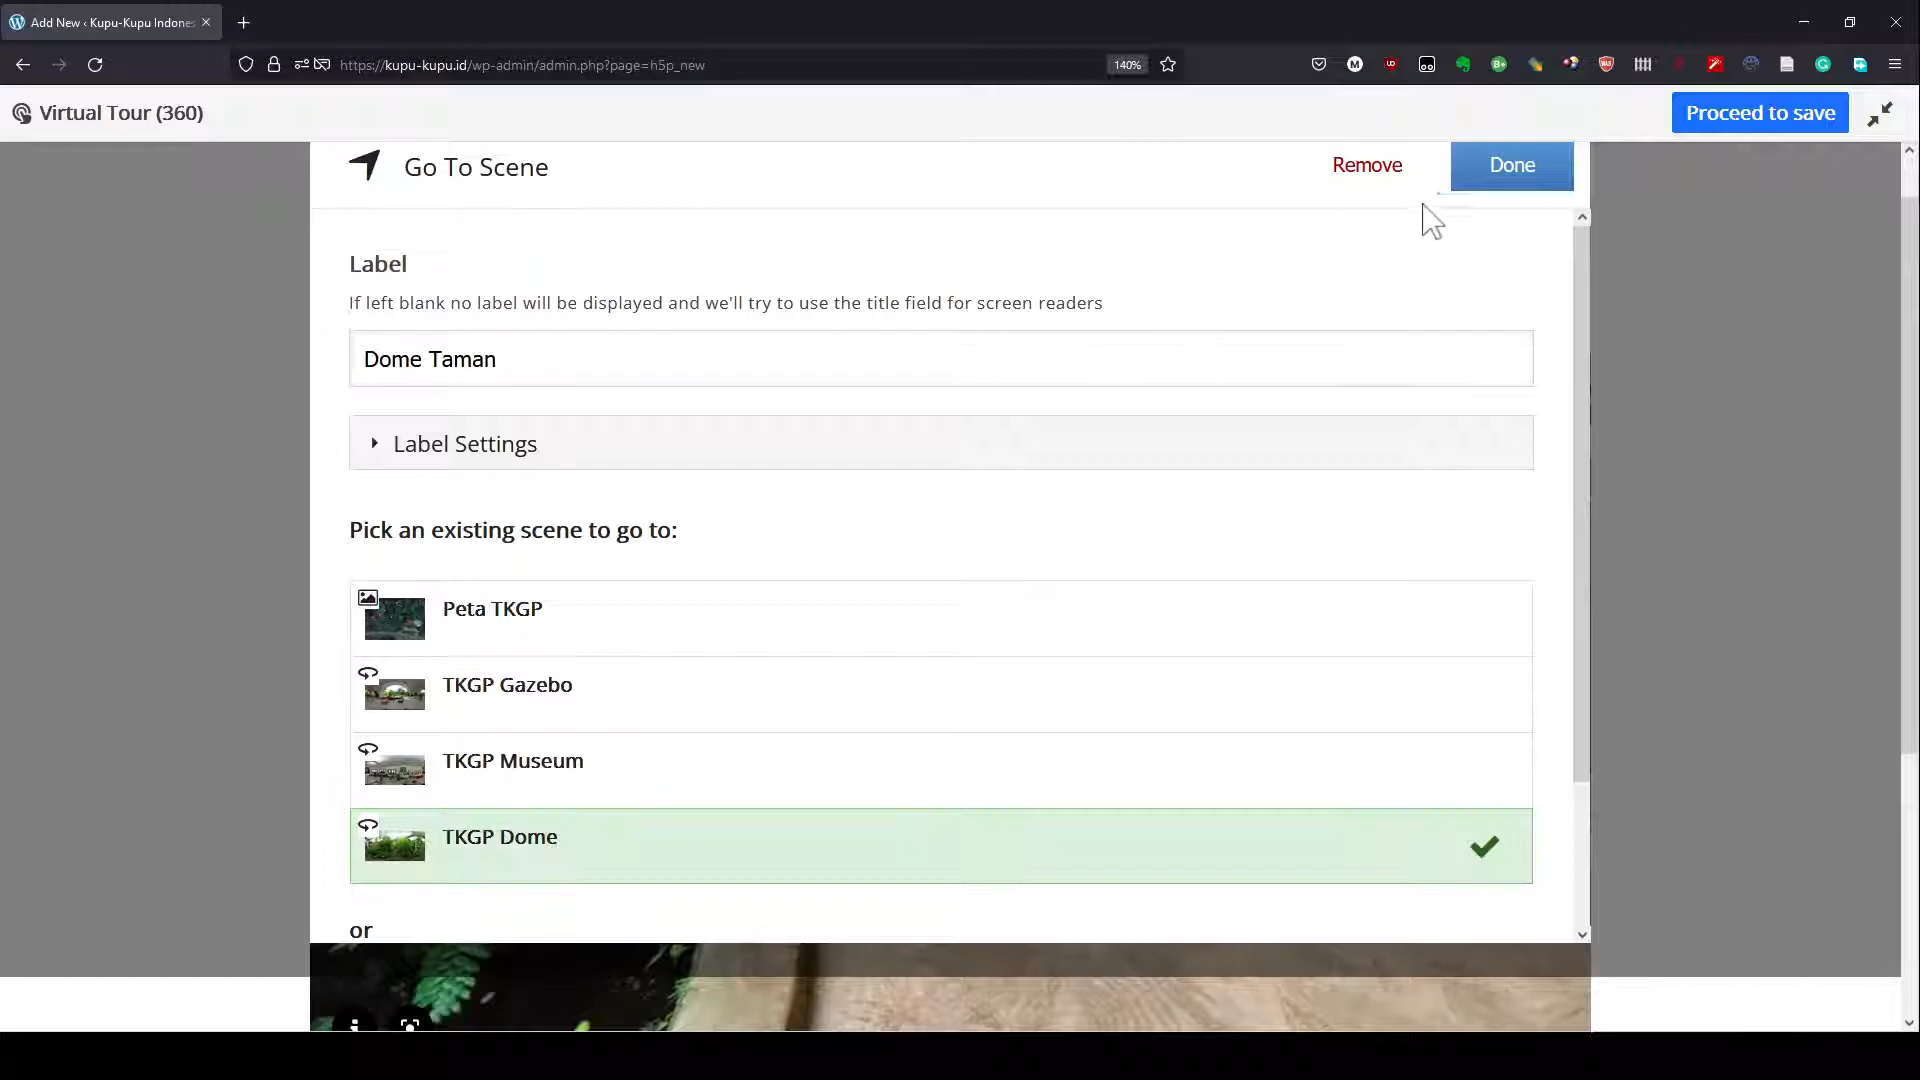 Add New ‹ Kupu-Kupu Indones
https://kupu-kupu.id/wp-admin/admin.php?page=h5p_new
140%
Virtual Tour (360)
Proceed to save
Go To Scene
Remove
Done
Label
If left blank no label will be displayed and we'll try to use the title field for screen readers
Dome Taman
Label Settings
Pick an existing scene to go to:
Peta TKGP
TKGP Gazebo
TKGP Museum
TKGP Dome
or